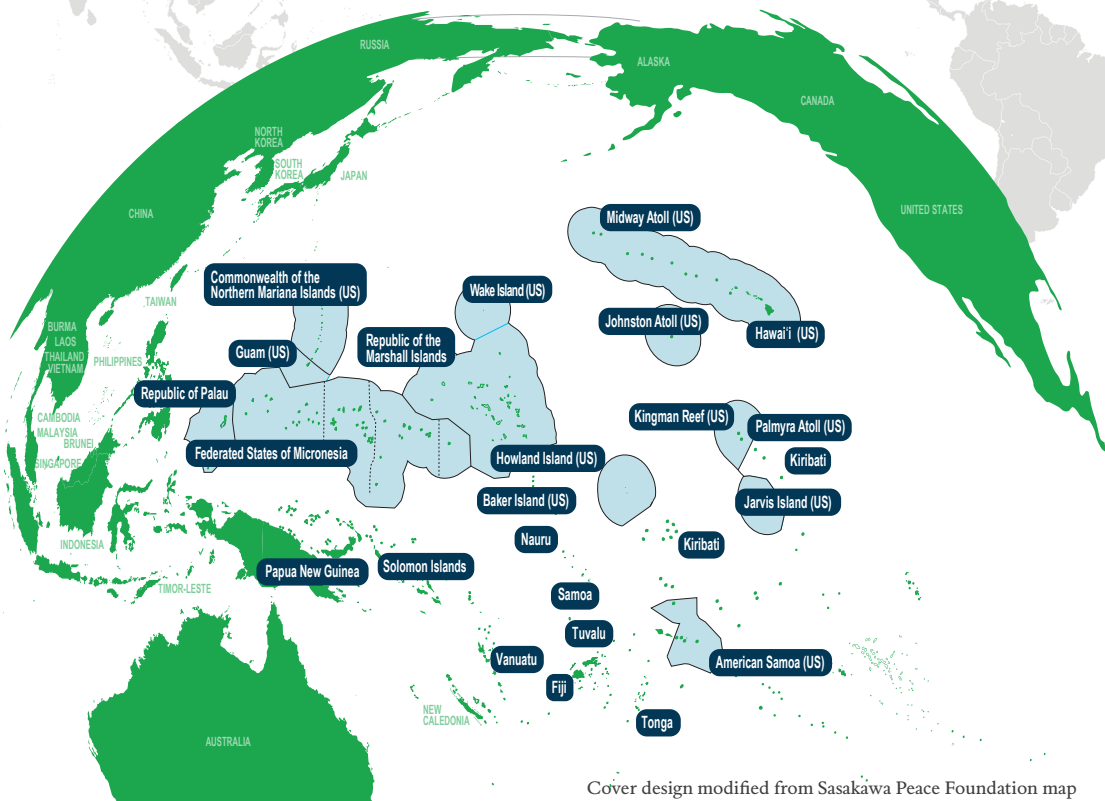 RUSSIA
ALASKA
CANADA
NORTH
KOREA
SOUTH
KOREA
JAPAN
CHINA
UNITED STATES
Midway Atoll (US)
Commonwealth of the
Northern Mariana Islands (US)
Wake Island (US)
TAIWAN
Johnston Atoll (US)
Hawai‘i (US)
BURMA
LAOS
THAILAND
VIETNAM
PHILIPPINES
Guam (US)
Republic of the
Marshall Islands
Republic of Palau
CAMBODIA
MALAYSIA
BRUNEI
SINGAPORE
Federated States of Micronesia
Kingman Reef (US)
Palmyra Atoll (US)
Kiribati
Howland Island (US)
Baker Island (US)
Jarvis Island (US)
Nauru
Kiribati
INDONESIA
Papua New Guinea
Solomon Islands
TIMOR-LESTE
Samoa
Tuvalu
Vanuatu
American Samoa (US)
Fiji
NEW
CALEDONIA
Tonga
AUSTRALIA
Cover design modified from Sasakawa Peace Foundation map